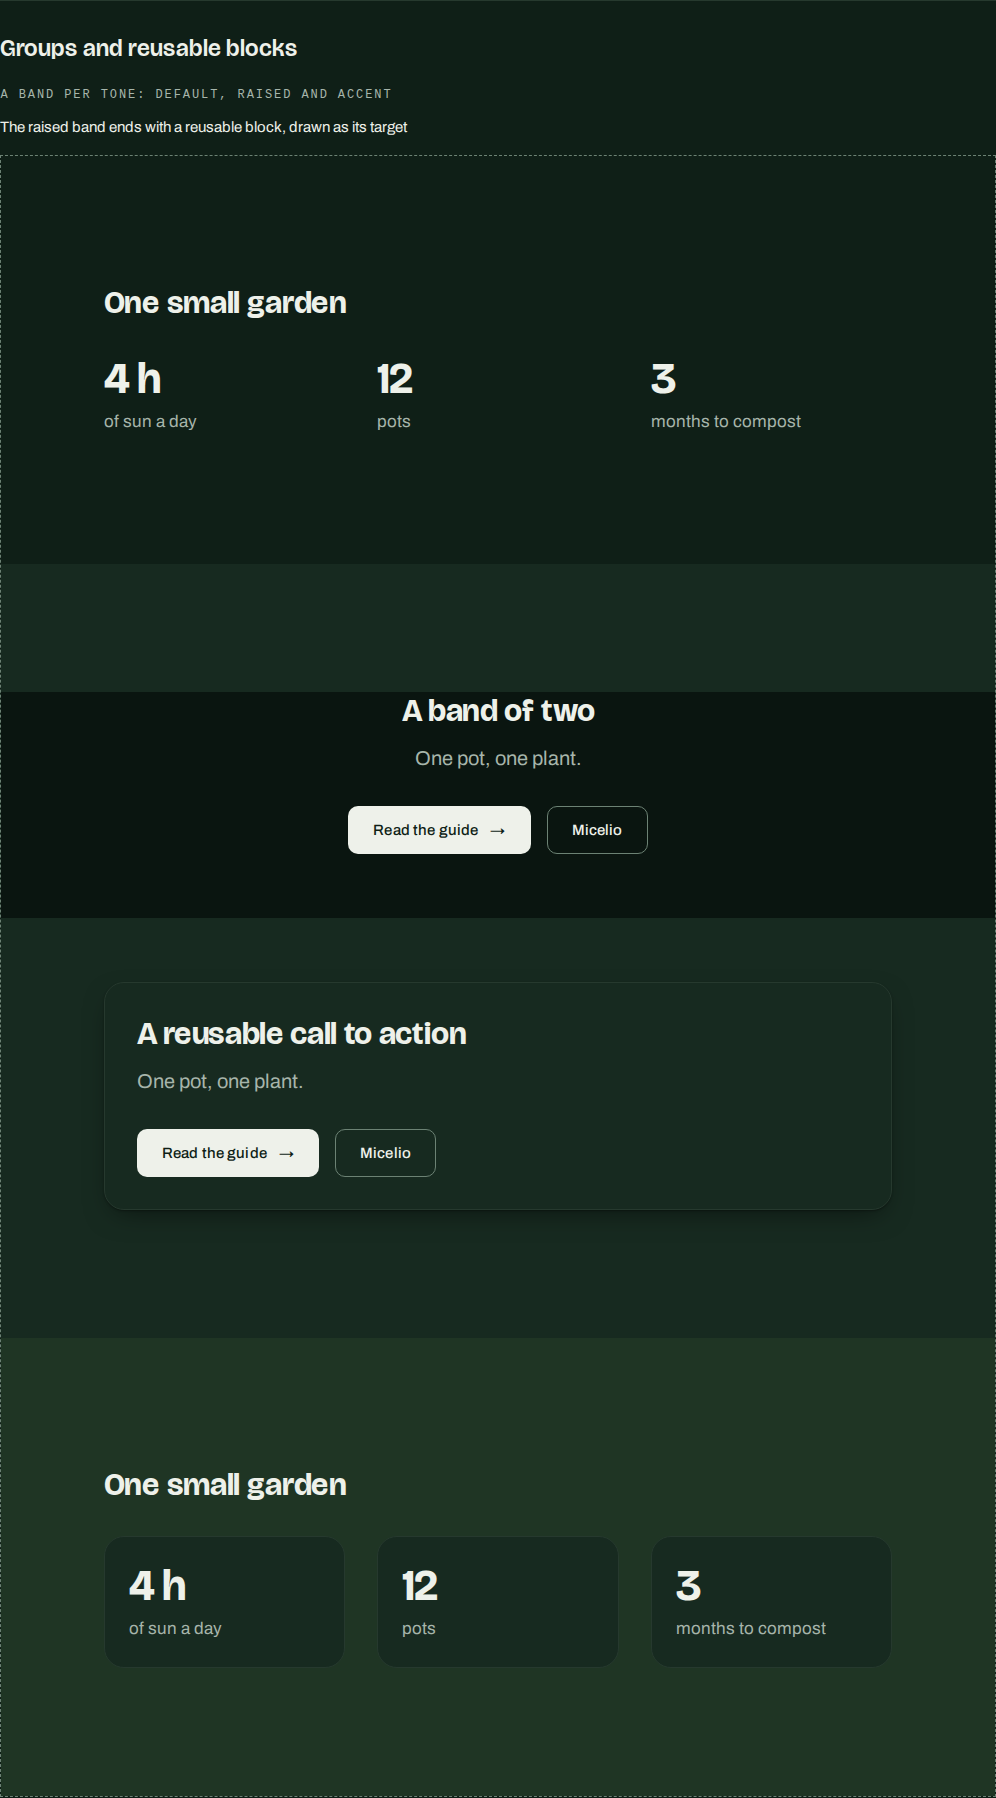 Groups and reusable blocks
A BAND PER TONE: DEFAULT, RAISED AND ACCENT
The raised band ends with a reusable block, drawn as its target
One small garden
4 h
12
3
of sun a day
pots
months to compost
A band of two
One pot, one plant.
Read the guide →
Micelio
A reusable call to action
One pot, one plant.
Read the guide →
Micelio
One small garden
4 h
12
3
of sun a day
pots
months to compost